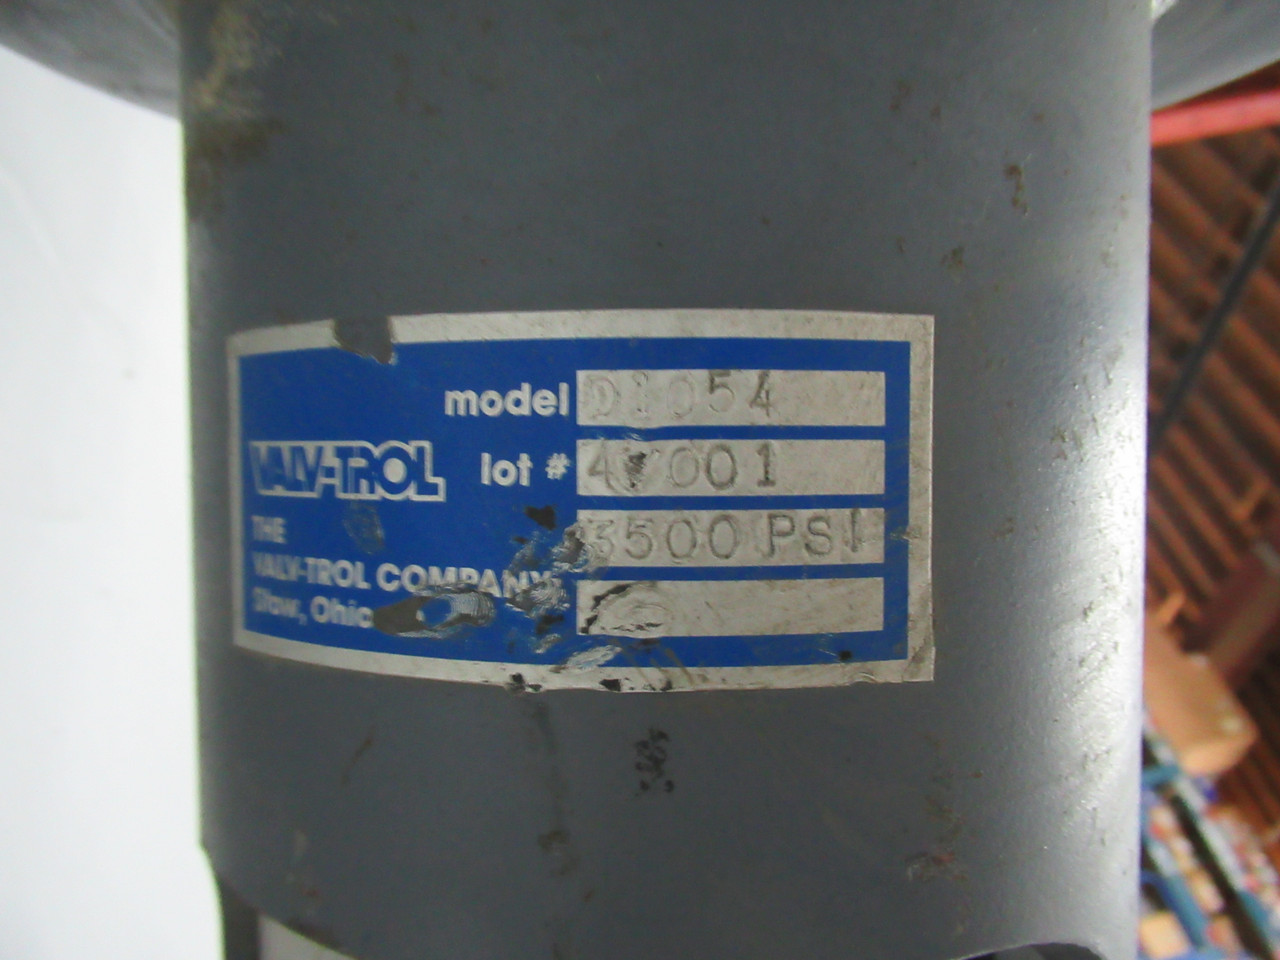 model D1054
VALV-TROL lot #
3500 PSI
THE
VALV-TROL COMPANY
Stow, Ohio